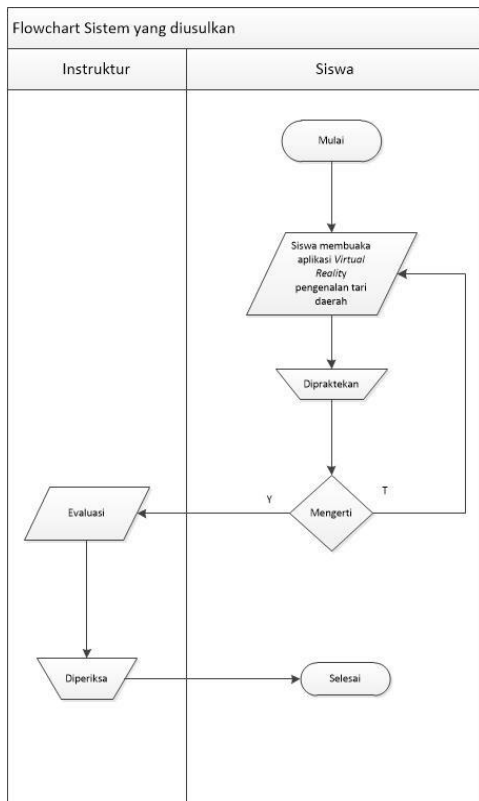 Flowchart Sistem yang diusulkan
Instruktur
Siswa
Mulai
Siswa membuaka
aplikasi Virtual
Reality
pengenalan tari
daerah
Dipraktekan
Y
T
Mengerti
Evaluasi
Diperiksa
Selesai